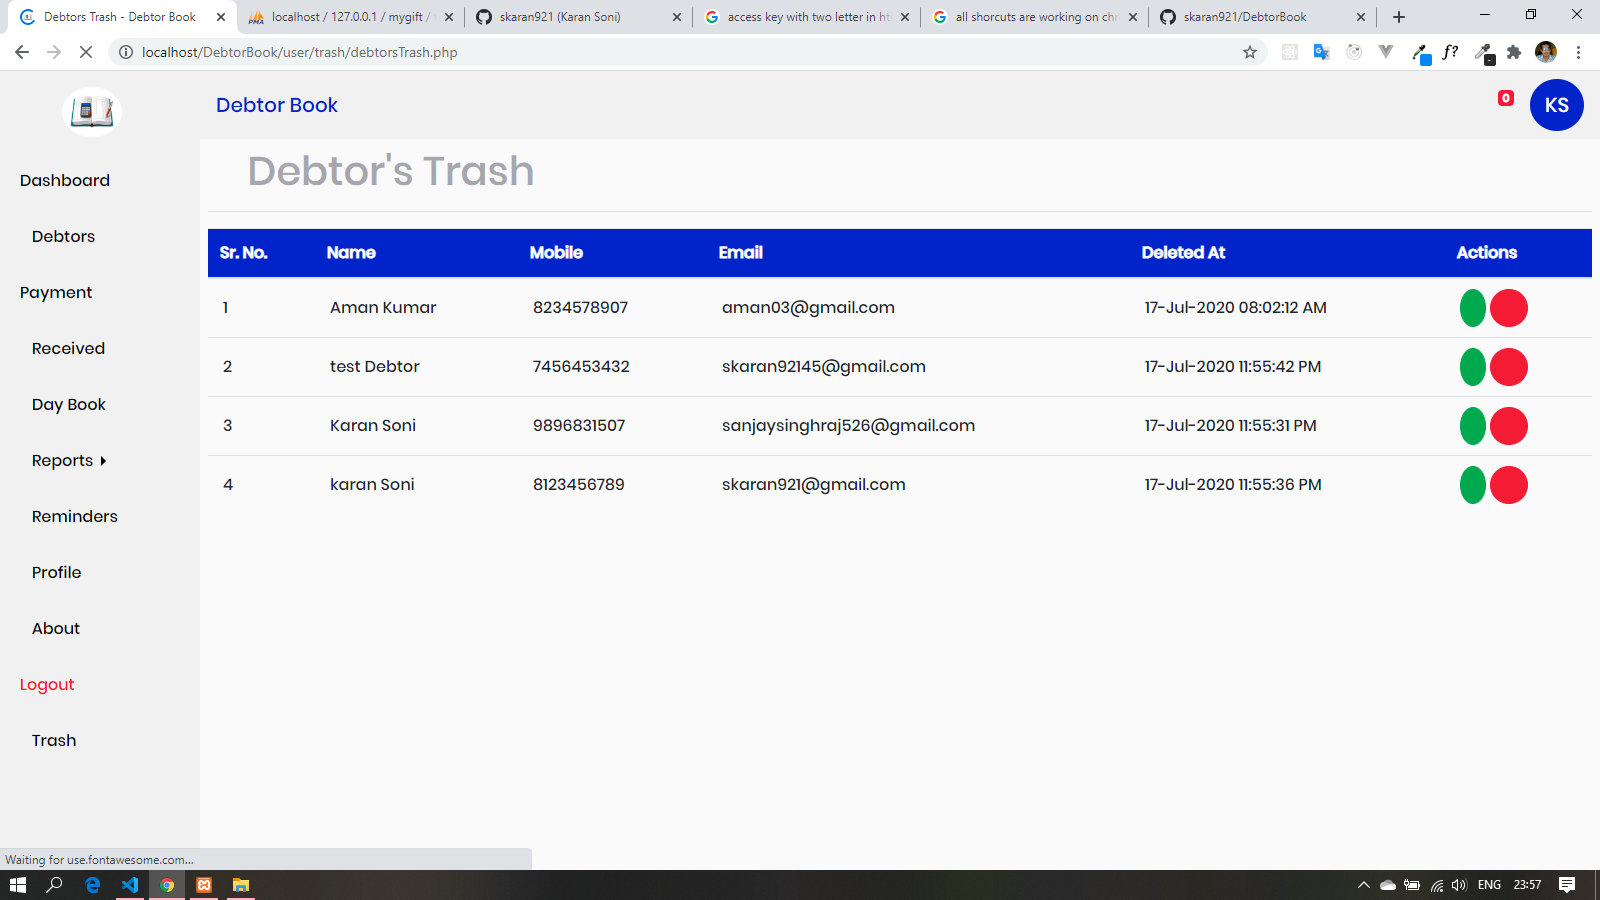 Debtors Trash - Debtor Book
localhost / 127.0.0.1 / mygift /
skaran921 (Karan Soni)
access key with two letter in ht
all shorcuts are working on chr
skaran921/DebtorBook
localhost/DebtorBook/user/trash/debtorsTrash.php
f?
Debtor Book
0
KS
Dashboard
Debtors
Payment
Received
Day Book
Reports
Reminders
Profile
About
Logout
Trash
Debtor's Trash
Sr. No. Name Mobile Email Deleted At Actions
1 Aman Kumar 8234578907 aman03@gmail.com 17-Jul-2020 08:02:12 AM
2 test Debtor 7456453432 skaran92145@gmail.com 17-Jul-2020 11:55:42 PM
3 Karan Soni 9896831507 sanjaysinghraj526@gmail.com 17-Jul-2020 11:55:31 PM
4 karan Soni 8123456789 skaran921@gmail.com 17-Jul-2020 11:55:36 PM
Waiting for use.fontawesome.com...
ENG 23:57